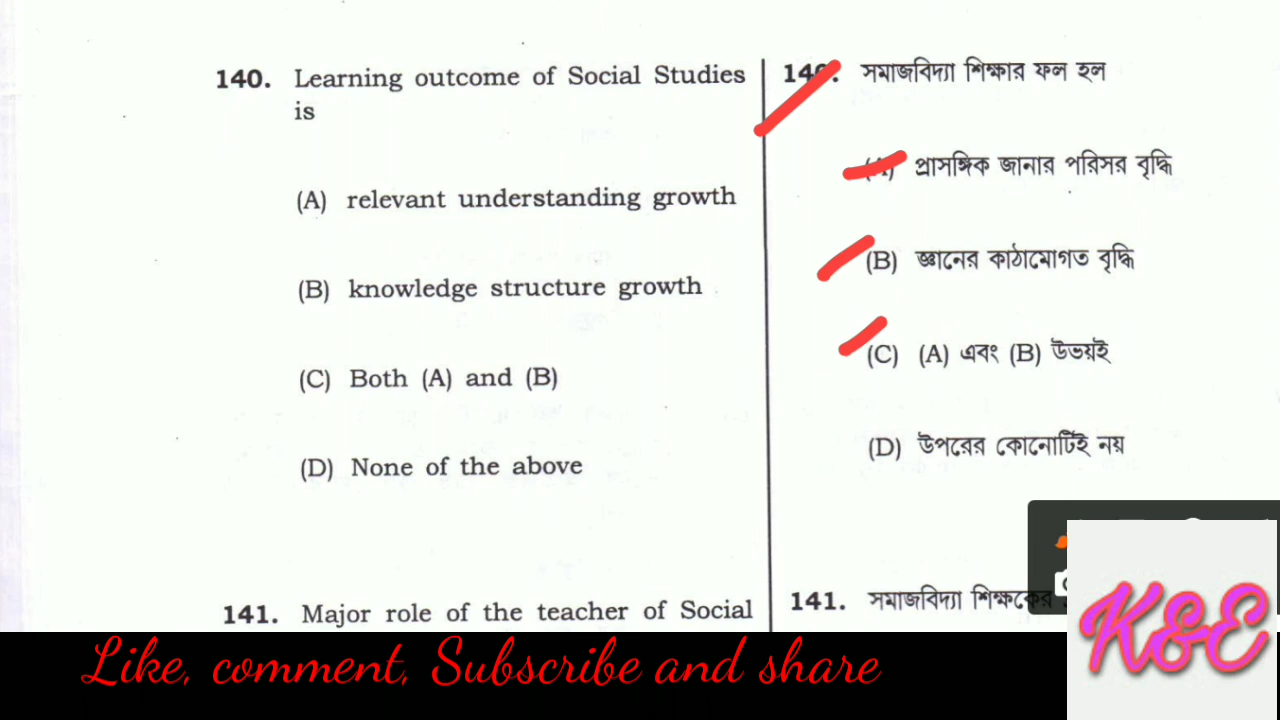 140. Learning outcome of Social Studies
is
(A) relevant understanding growth
(B) knowledge structure growth
(C) Both (A) and (B)
(D) None of the above
141. Major role of the teacher of Social
140. সমাজবিদ্যা শিক্ষার ফল হল
(A) প্রাসঙ্গিক জানার পরিসর বৃদ্ধি
(B) জ্ঞানের কাঠামোগত বৃদ্ধি
(C) (A) এবং (B) উভয়ই
(D) উপরের কোনোটিই নয়
141. সমাজবিদ্যা শিক্ষকের
Like, comment, Subscribe and share
K&E